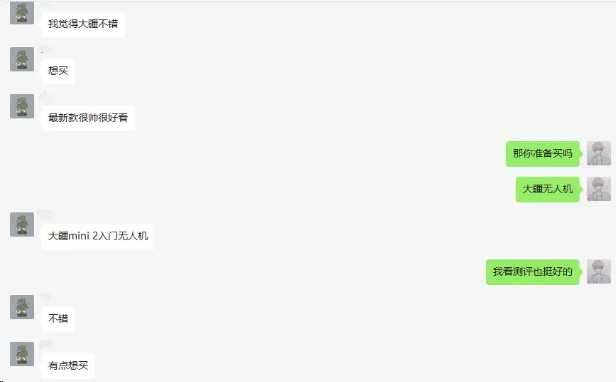 我觉得大疆不错
想买
最新款很帅很好看
那你准备买吗
大疆无人机
大疆mini 2入门无人机
我看测评也挺好的
不错
有点想买